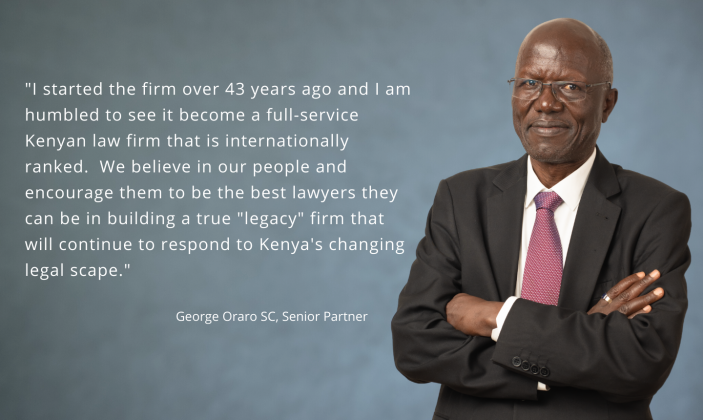 "I started the firm over 43 years ago and I am
humbled to see it become a full-service
Kenyan law firm that is internationally
ranked.  We believe in our people and
encourage them to be the best lawyers they
can be in building a true "legacy" firm that
will continue to respond to Kenya's changing
legal scape."
George Oraro SC, Senior Partner